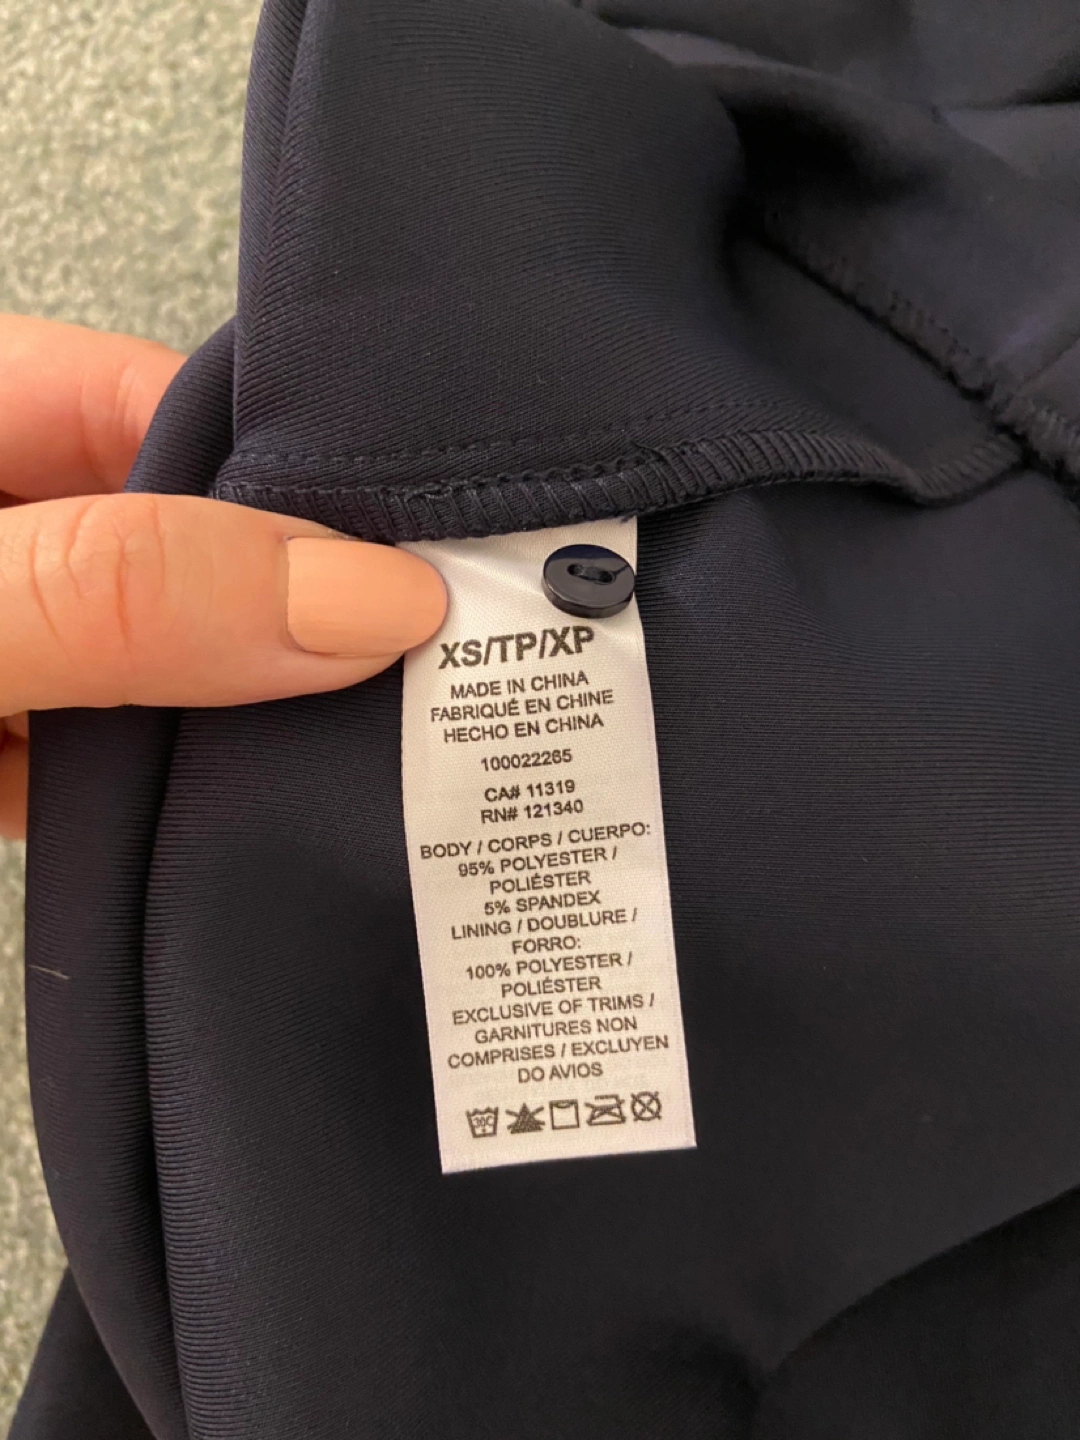 XS/TP/XP
MADE IN CHINA
FABRIQUÉ EN CHINE
HECHO EN CHINA
100022265
CA# 11319
RN# 121340
BODY / CORPS / CUERPO:
95% POLYESTER /
POLIÉSTER
5% SPANDEX
LINING / DOUBLURE /
FORRO:
100% POLYESTER /
POLIÉSTER
EXCLUSIVE OF TRIMS /
GARNITURES NON
COMPRISES / EXCLUYEN
DO AVIOS
30C